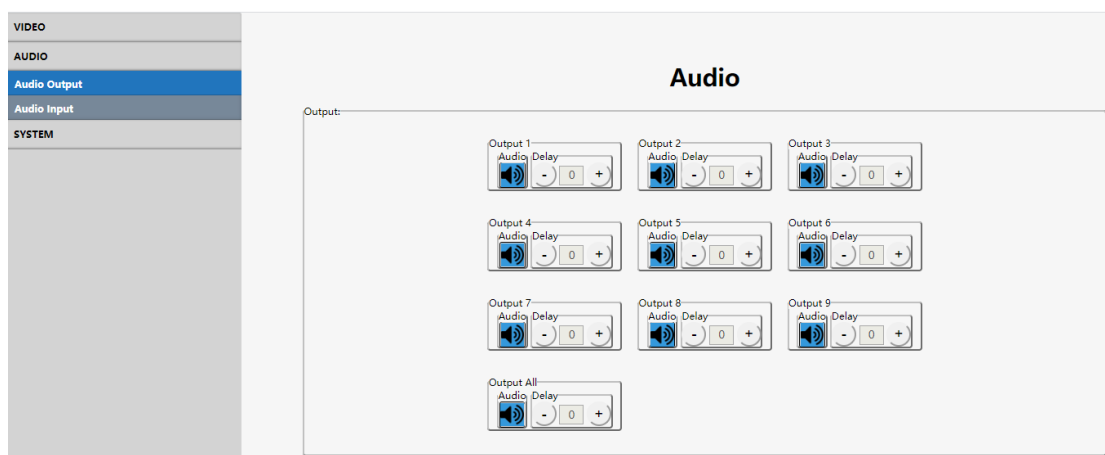 VIDEO
AUDIO
Audio Output
Audio Input
SYSTEM
Audio
Output:
Output 1 Output 2 Output 3
Audio Delay Audio Delay Audio Delay
- 0 + - 0 + - 0 +
Output 4 Output 5 Output 6
Audio Delay Audio Delay Audio Delay
- 0 + - 0 + - 0 +
Output 7 Output 8 Output 9
Audio Delay Audio Delay Audio Delay
- 0 + - 0 + - 0 +
Output All
Audio Delay
- 0 +